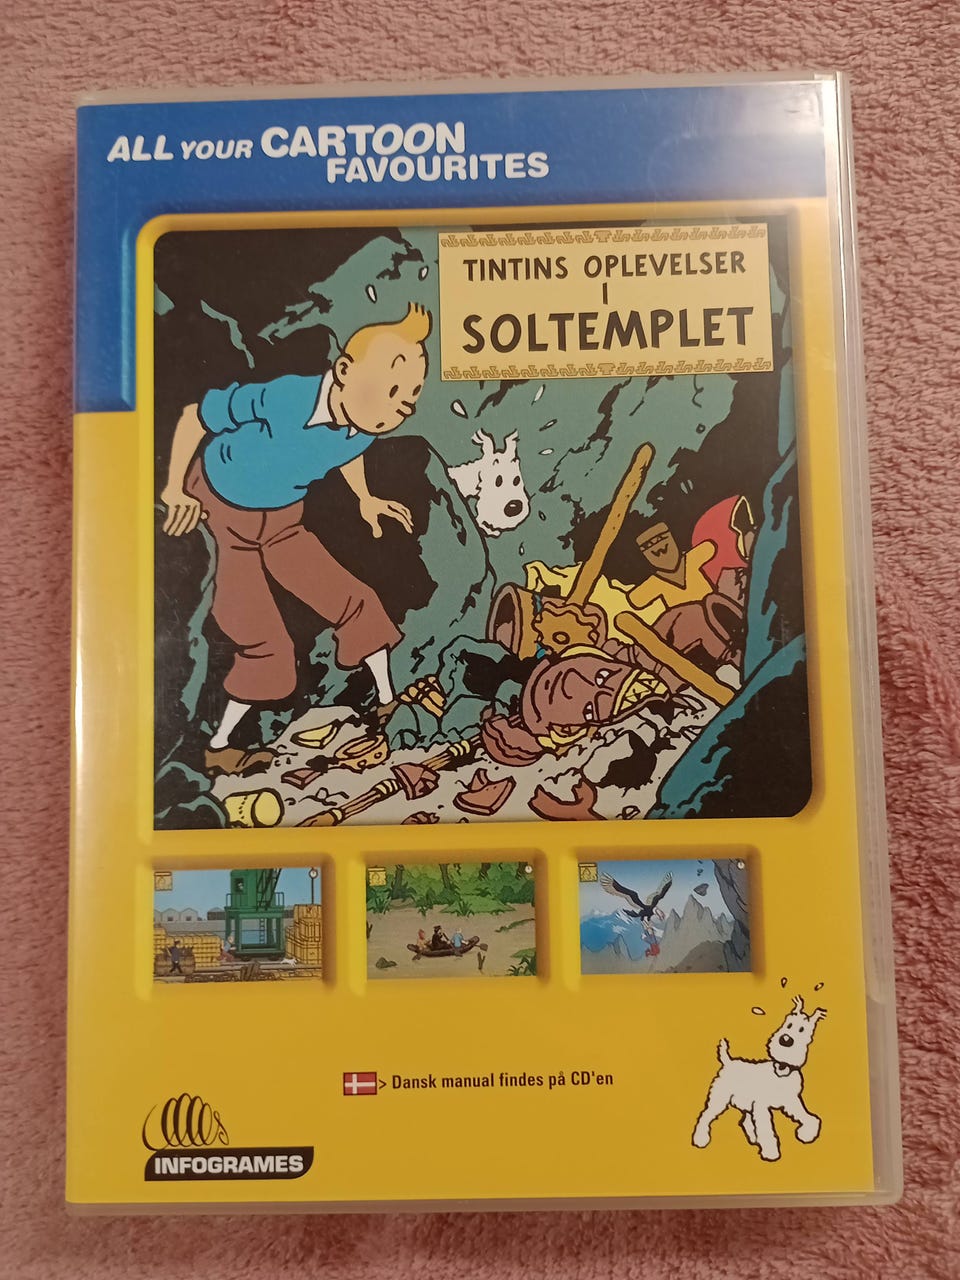 ALL YOUR CARTOON
FAVOURITES
TINTINS OPLEVELSER
I
SOLTEMPLET
> Dansk manual findes på CD'en
INFOGRAMES